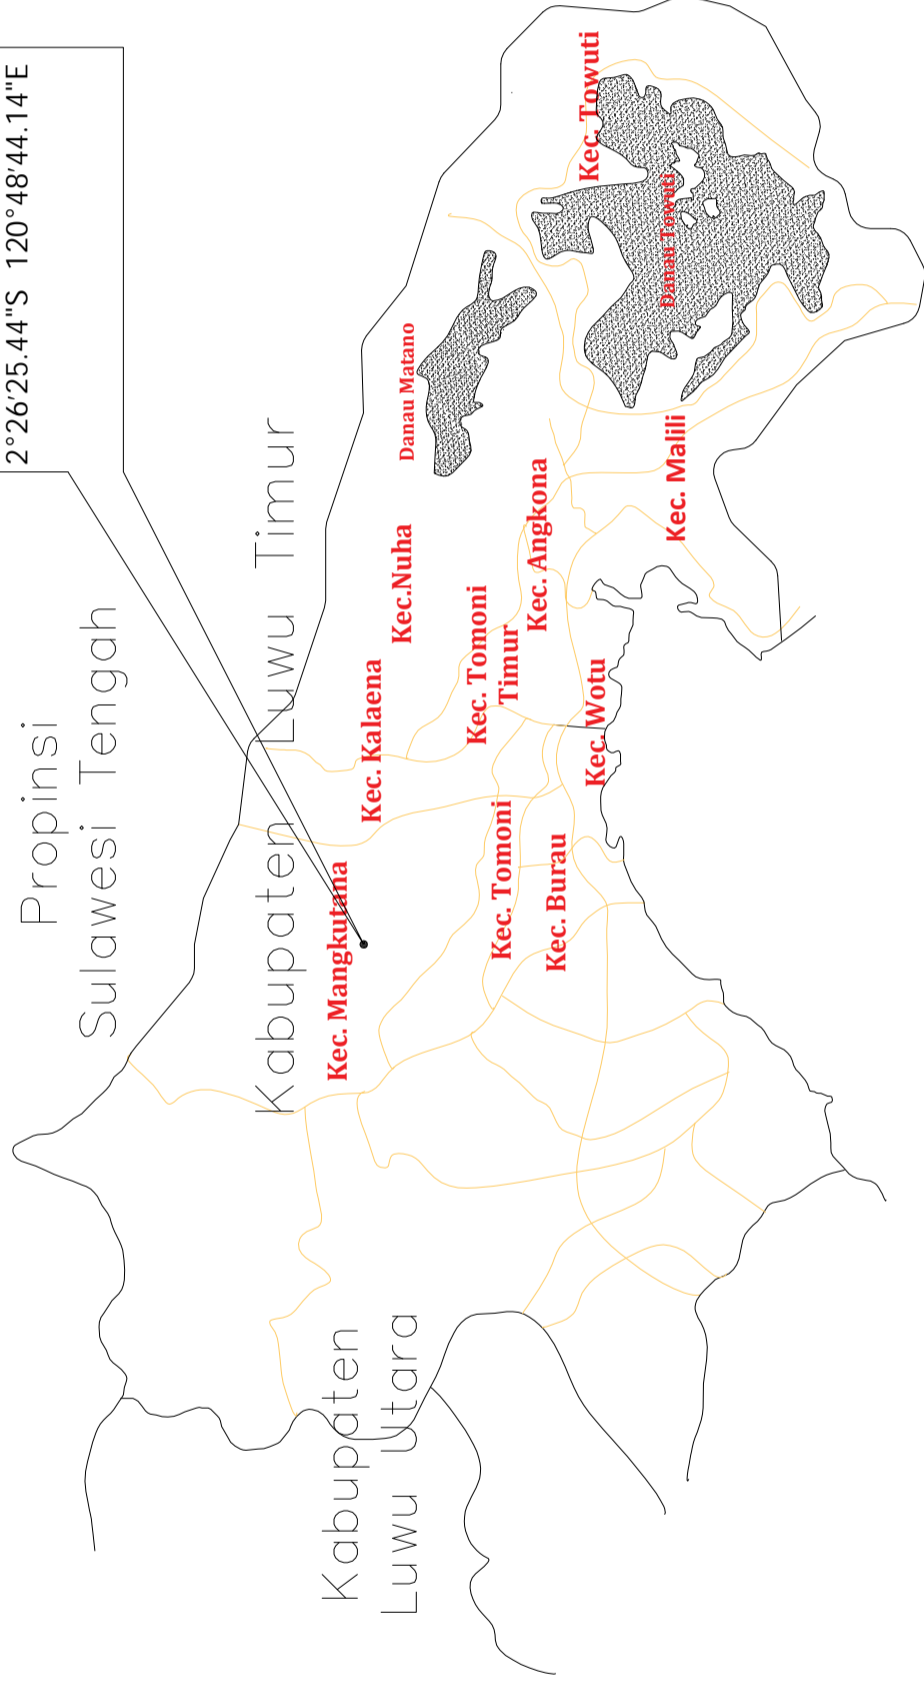 2°26'25.44"S 120°48'44.14"E
Propinsi
Sulawesi Tengah
Kabupaten Luwu Timur
Kabupaten
Luwu Utara
Kec. Mangkutana
Kec. Kalaena
Kec.Nuha
Danau Matano
Kec. Tomoni
Timur
Kec. Tomoni
Kec. Angkona
Kec. Burau
Kec. Wotu
Kec. Towuti
Danau Towuti
Kec. Malili